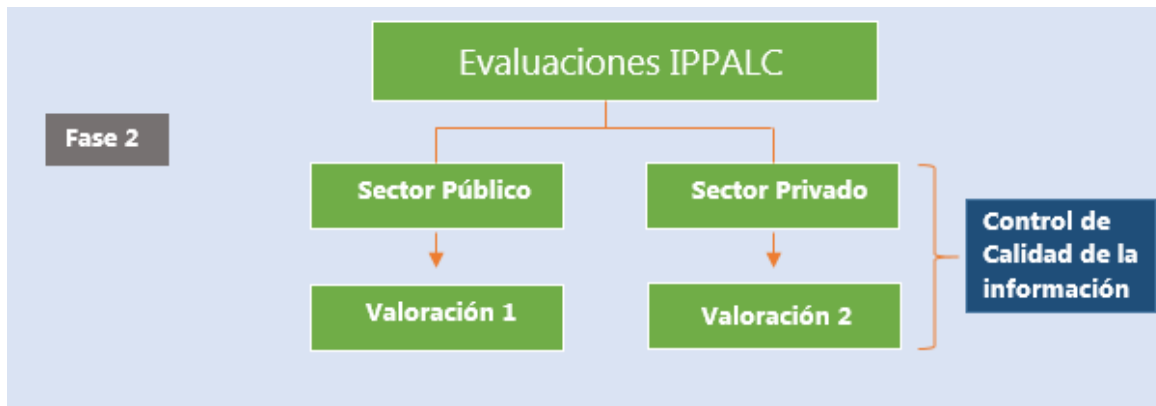 Evaluaciones IPPALC
Fase 2
Sector Público
Sector Privado
Valoración 1
Valoración 2
Control de
Calidad de la
información